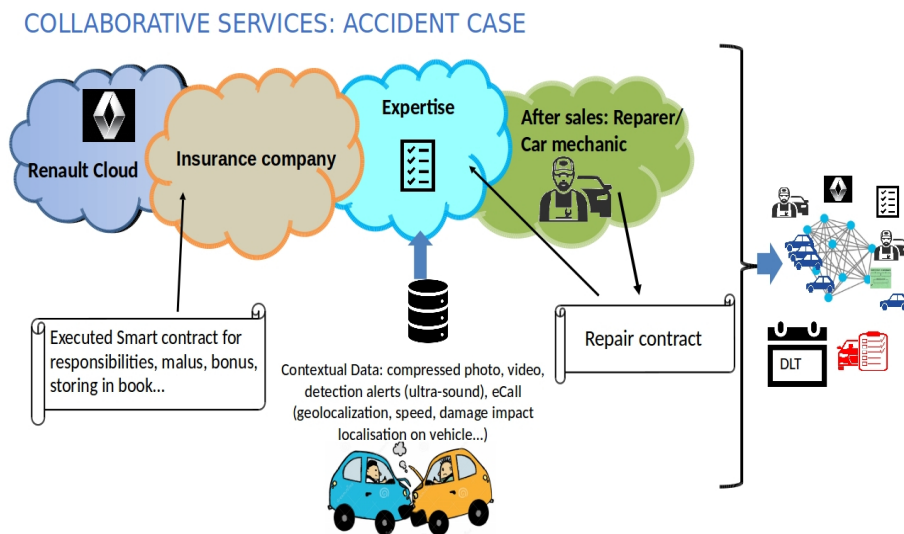 COLLABORATIVE SERVICES: ACCIDENT CASE
Renault Cloud
Insurance company
Expertise
After sales: Reparer/
Car mechanic
Executed Smart contract for
responsibilities, malus, bonus,
storing in book...
Contextual Data: compressed photo, video,
detection alerts (ultra-sound), eCall
(geolocalization, speed, damage impact
localisation on vehicle...)
Repair contract
DLT